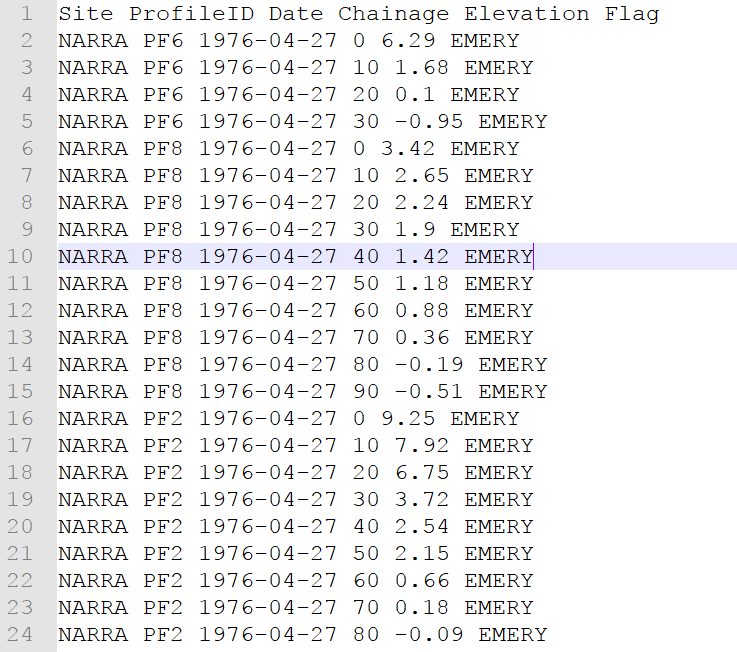 1 Site ProfileID Date Chainage Elevation Flag
2 NARRA PF6 1976-04-27 0 6.29 EMERY
3 NARRA PF6 1976-04-27 10 1.68 EMERY
4 NARRA PF6 1976-04-27 20 0.1 EMERY
5 NARRA PF6 1976-04-27 30 -0.95 EMERY
6 NARRA PF8 1976-04-27 0 3.42 EMERY
7 NARRA PF8 1976-04-27 10 2.65 EMERY
8 NARRA PF8 1976-04-27 20 2.24 EMERY
9 NARRA PF8 1976-04-27 30 1.9 EMERY
10 NARRA PF8 1976-04-27 40 1.42 EMERY
11 NARRA PF8 1976-04-27 50 1.18 EMERY
12 NARRA PF8 1976-04-27 60 0.88 EMERY
13 NARRA PF8 1976-04-27 70 0.36 EMERY
14 NARRA PF8 1976-04-27 80 -0.19 EMERY
15 NARRA PF8 1976-04-27 90 -0.51 EMERY
16 NARRA PF2 1976-04-27 0 9.25 EMERY
17 NARRA PF2 1976-04-27 10 7.92 EMERY
18 NARRA PF2 1976-04-27 20 6.75 EMERY
19 NARRA PF2 1976-04-27 30 3.72 EMERY
20 NARRA PF2 1976-04-27 40 2.54 EMERY
21 NARRA PF2 1976-04-27 50 2.15 EMERY
22 NARRA PF2 1976-04-27 60 0.66 EMERY
23 NARRA PF2 1976-04-27 70 0.18 EMERY
24 NARRA PF2 1976-04-27 80 -0.09 EMERY